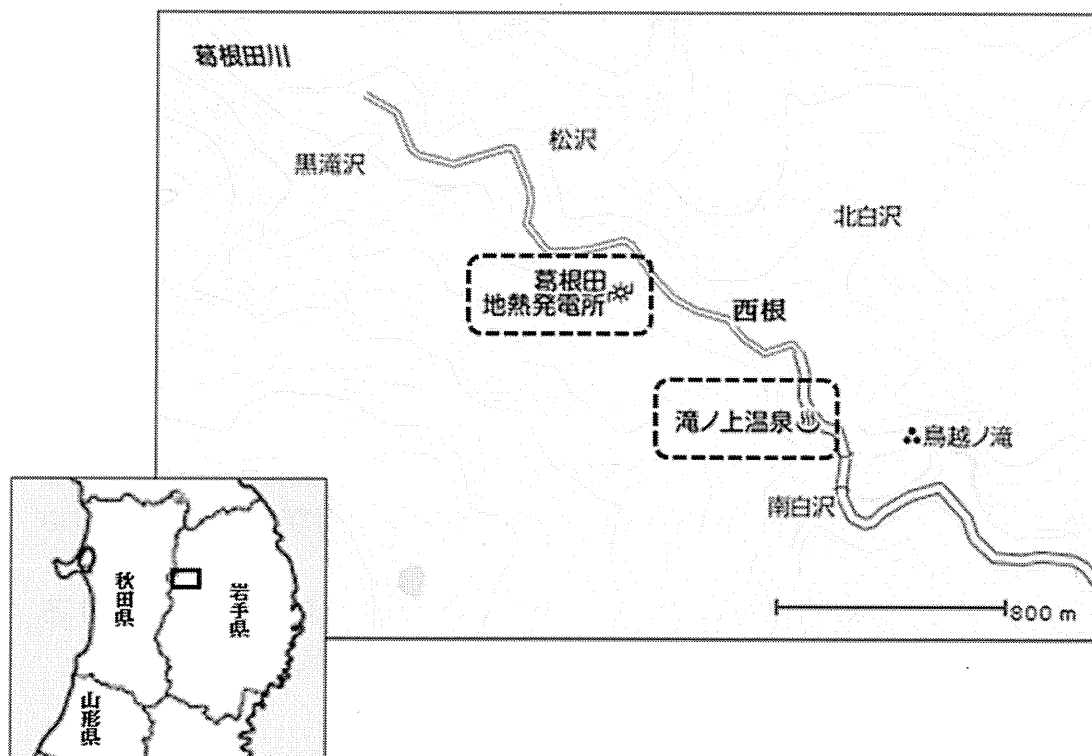 葛根田川
松沢
黒滝沢
北白沢
葛根田
地熱発電所
西根
滝ノ上温泉
鳥越ノ滝
南白沢
800 m
秋田県
岩手県
山形県